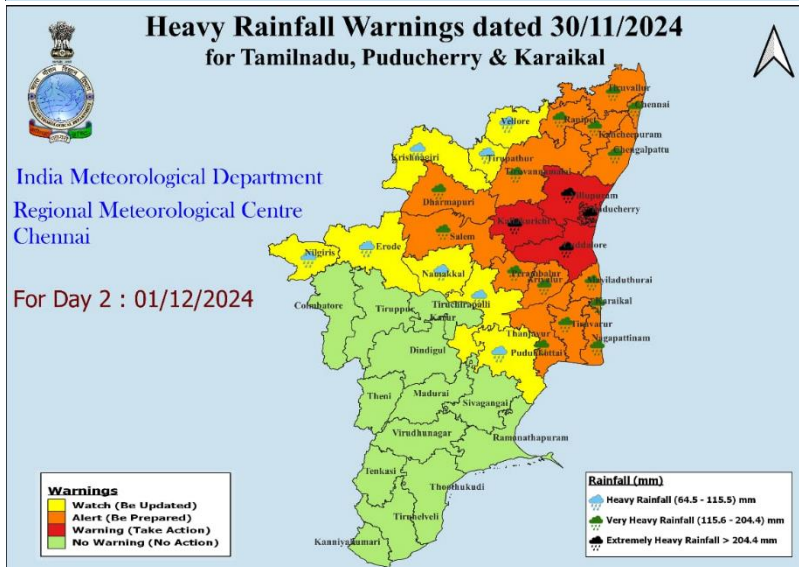 Heavy Rainfall Warnings dated 30/11/2024
for Tamilnadu, Puducherry & Karaikal
India Meteorological Department
Regional Meteorological Centre
Chennai
For Day 2 : 01/12/2024
Tiruvallur
Chennai
Vellore
Ranipet
Kancheepuram
Krishnagiri
Tirupathur
Chengalpattu
Tiruvannamalai
Dharmapuri
Villupuram
Puducherry
Kallakurichi
Salem
Cuddalore
Nilgiris
Erode
Namakkal
Perambalur
Ariyalur
Mayiladuthurai
Coimbatore
Tiruppur
Tiruchirapalli
Karur
Karaikal
Thanjavur
Tiruvarur
Nagapattinam
Dindigul
Pudukkottai
Theni
Madurai
Sivagangai
Virudhunagar
Ramanathapuram
Tenkasi
Thoothukudi
Tirunelveli
Kanniyakumari
Warnings
Watch (Be Updated)
Alert (Be Prepared)
Warning (Take Action)
No Warning (No Action)
Rainfall (mm)
Heavy Rainfall (64.5 - 115.5) mm
Very Heavy Rainfall (115.6 - 204.4) mm
Extremely Heavy Rainfall > 204.4 mm